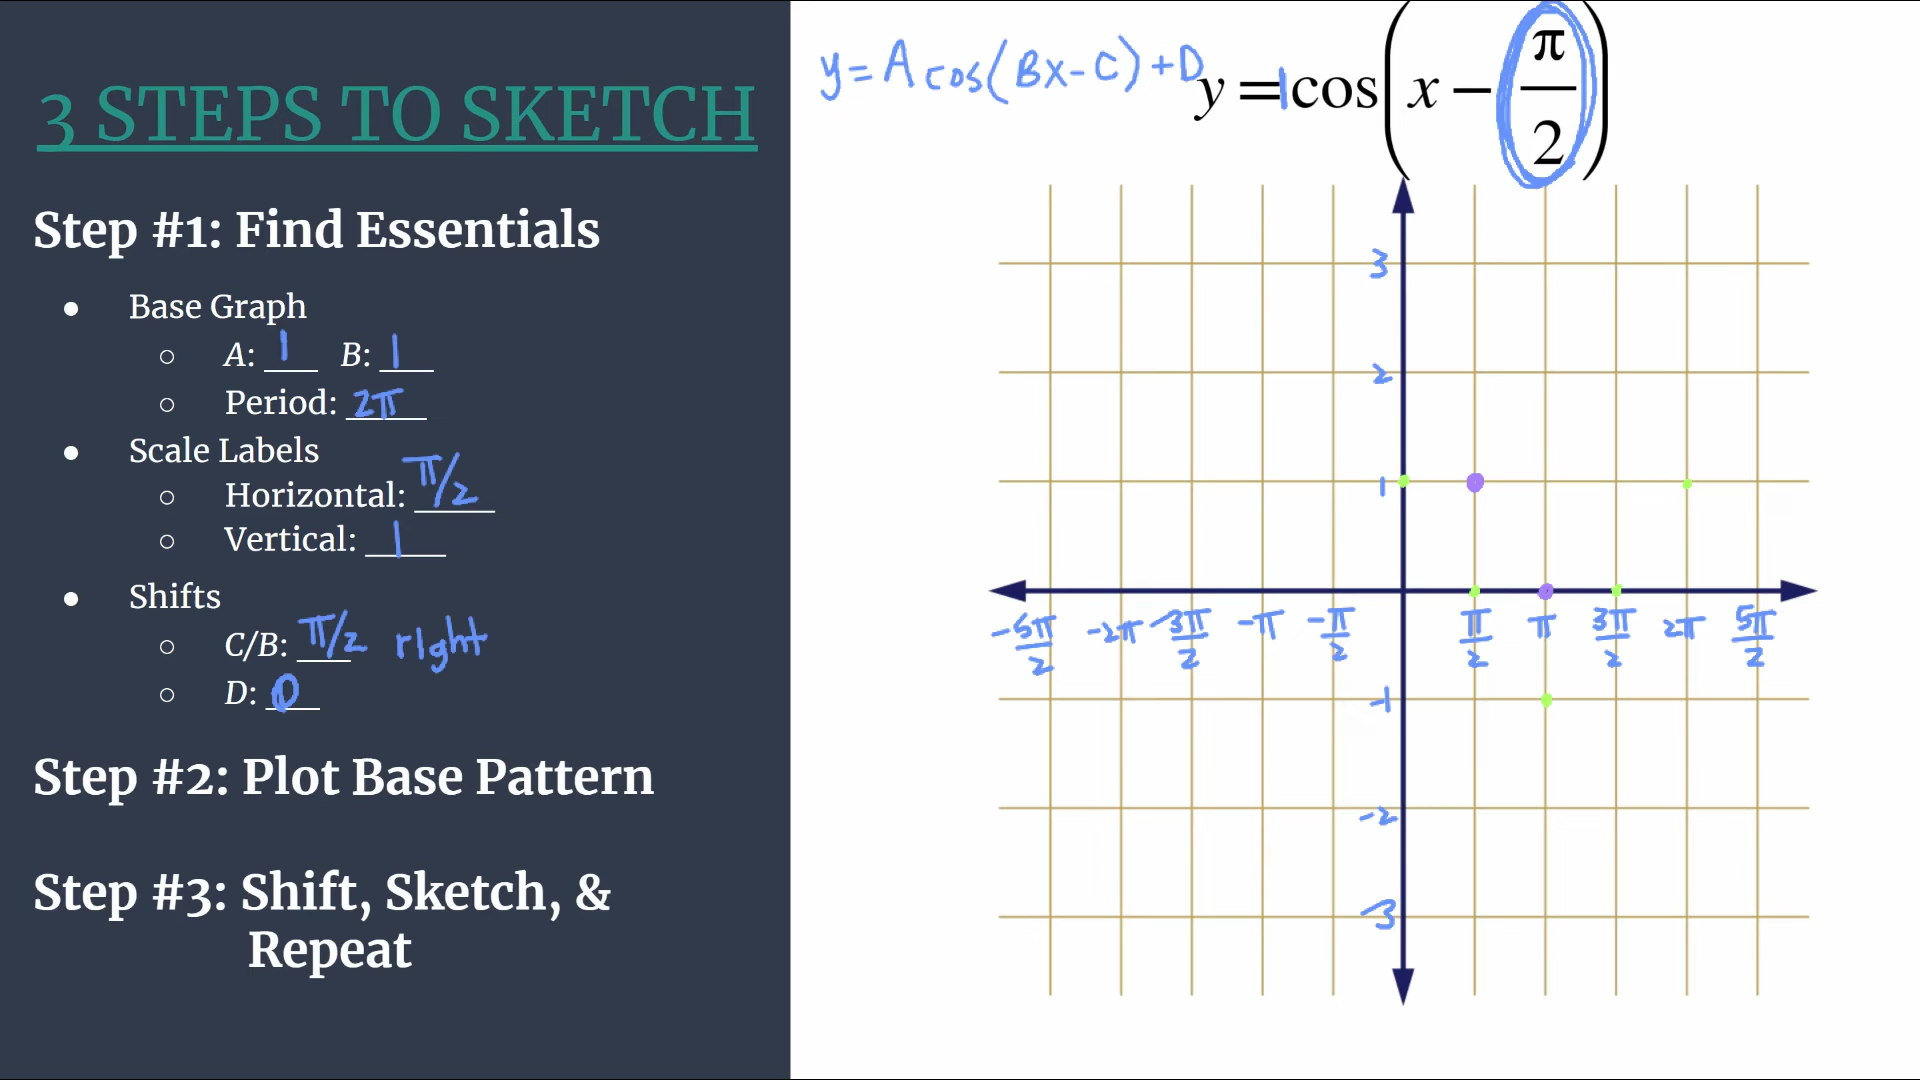 3 STEPS TO SKETCH
Step #1: Find Essentials
Base Graph
A: 1 B: 1
Period: 2π
Scale Labels
Horizontal: π/2
Vertical: 1
Shifts
C/B: π/2 right
D: 0
Step #2: Plot Base Pattern
Step #3: Shift, Sketch, &
Repeat
y=Acos(Bx-C)+D
y = 1cos(x − π/2)
3
2
1
-5π/2 -2π -3π/2 -π -π/2 π/2 π 3π/2 2π 5π/2
-1
-2
-3